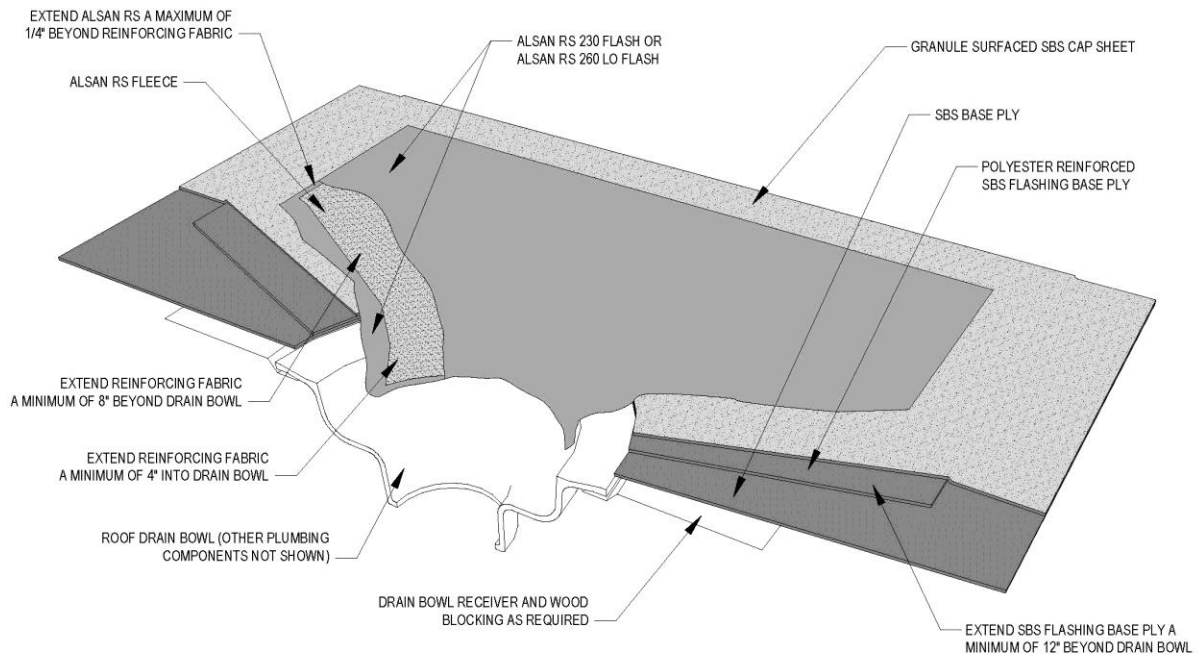 EXTEND ALSAN RS A MAXIMUM OF
1/4" BEYOND REINFORCING FABRIC
ALSAN RS FLEECE
ALSAN RS 230 FLASH OR
ALSAN RS 260 LO FLASH
GRANULE SURFACED SBS CAP SHEET
SBS BASE PLY
POLYESTER REINFORCED
SBS FLASHING BASE PLY
EXTEND REINFORCING FABRIC
A MINIMUM OF 8" BEYOND DRAIN BOWL
EXTEND REINFORCING FABRIC
A MINIMUM OF 4" INTO DRAIN BOWL
ROOF DRAIN BOWL (OTHER PLUMBING
COMPONENTS NOT SHOWN)
DRAIN BOWL RECEIVER AND WOOD
BLOCKING AS REQUIRED
EXTEND SBS FLASHING BASE PLY A
MINIMUM OF 12" BEYOND DRAIN BOWL